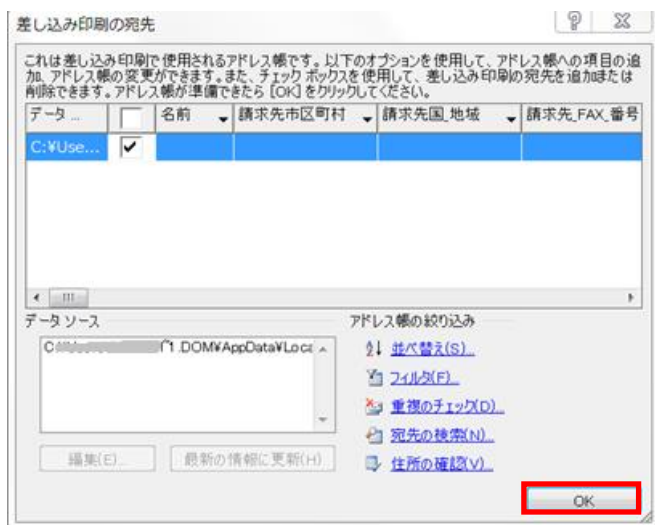 差し込み印刷の宛先
これは差し込み印刷で使用されるアドレス帳です。以下のオプションを使用して、アドレス帳への項目の追
加、アドレス帳の変更ができます。また、チェック ボックスを使用して、差し込み印刷の宛先を追加または
削除できます。アドレス帳が準備できたら [OK] をクリックしてください。
データ ... 名前 請求先市区町村 請求先国_地域 請求先_FAX_番号
C:¥Use...
データ ソース
アドレス帳の絞り込み
1.DOM¥AppData¥Loca
並べ替え(S)...
フィルタ(F)...
重複のチェック(D)...
宛先の検索(N)...
住所の確認(V)...
編集(E)... 最新の情報に更新(H)
OK